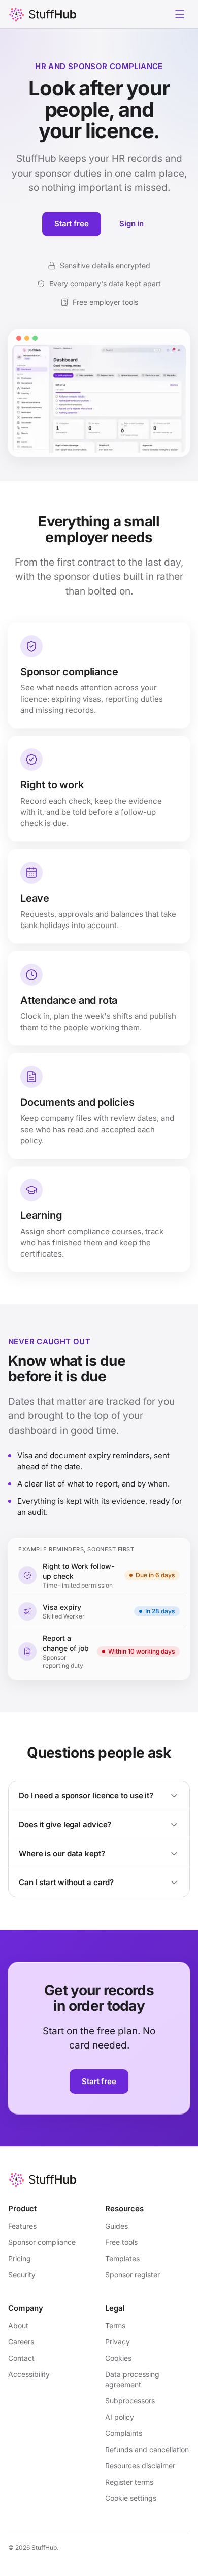 StuffHub
HR AND SPONSOR COMPLIANCE
Look after your
people, and
your licence.
StuffHub keeps your HR records and
your sponsor duties in one calm place,
so nothing important is missed.
Start free
Sign in
Sensitive details encrypted
Every company's data kept apart
Free employer tools
StuffHub
Dashboard
Everything a small
employer needs
From the first contract to the last day,
with the sponsor duties built in rather
than bolted on.
Sponsor compliance
See what needs attention across your
licence: expiring visas, reporting duties
and missing records.
Right to work
Record each check, keep the evidence
with it, and be told before a follow-up
check is due.
Leave
Requests, approvals and balances that take
bank holidays into account.
Attendance and rota
Clock in, plan the week's shifts and publish
them to the people working them.
Documents and policies
Keep company files with review dates, and
see who has read and accepted each
policy.
Learning
Assign short compliance courses, track
who has finished them and keep the
certificates.
NEVER CAUGHT OUT
Know what is due
before it is due
Dates that matter are tracked for you
and brought to the top of your
dashboard in good time.
Visa and document expiry reminders, sent
ahead of the date.
A clear list of what to report, and by when.
Everything is kept with its evidence, ready for
an audit.
EXAMPLE REMINDERS, SOONEST FIRST
Right to Work follow-
up check
Time-limited permission
Due in 6 days
Visa expiry
Skilled Worker
In 28 days
Report a
change of job
Sponsor
reporting duty
Within 10 working days
Questions people ask
Do I need a sponsor licence to use it?
Does it give legal advice?
Where is our data kept?
Can I start without a card?
Get your records
in order today
Start on the free plan. No
card needed.
Start free
StuffHub
Product
Features
Sponsor compliance
Pricing
Security
Resources
Guides
Free tools
Templates
Sponsor register
Company
About
Careers
Contact
Accessibility
Legal
Terms
Privacy
Cookies
Data processing
agreement
Subprocessors
AI policy
Complaints
Refunds and cancellation
Resources disclaimer
Register terms
Cookie settings
© 2026 StuffHub.